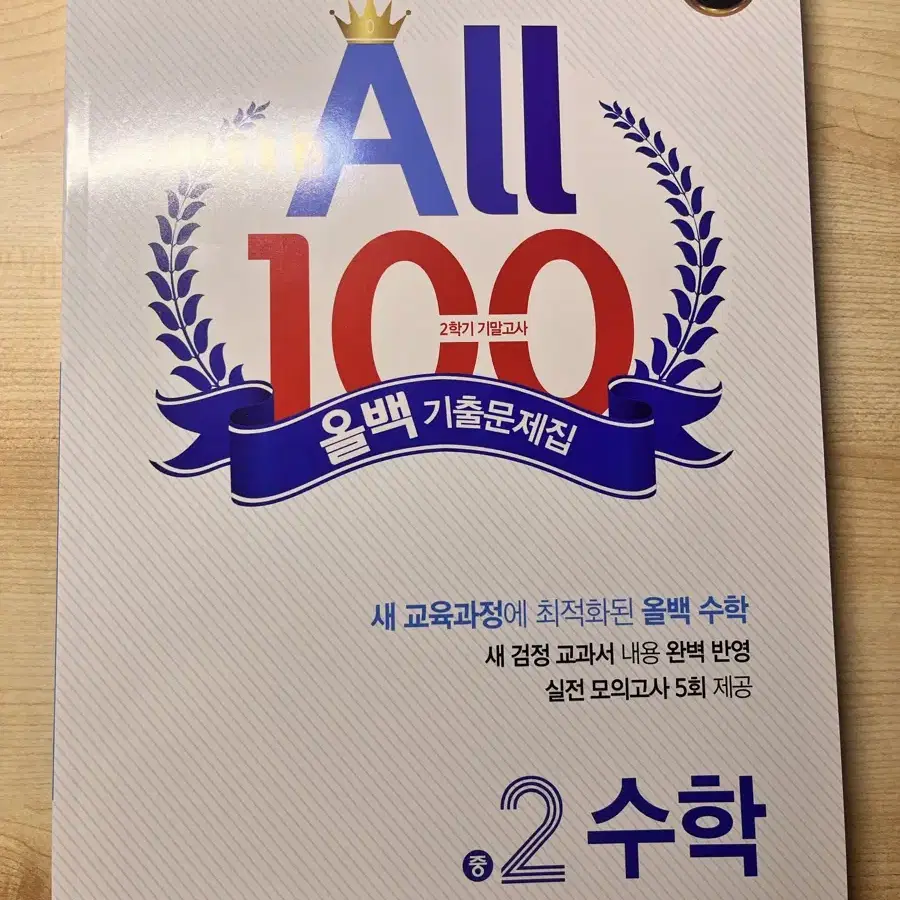 All
100
2학기 기말고사
올백 기출문제집
새 교육과정에 최적화된 올백 수학
새 검정 교과서 내용 완벽 반영
실전 모의고사 5회 제공
중 2 수학